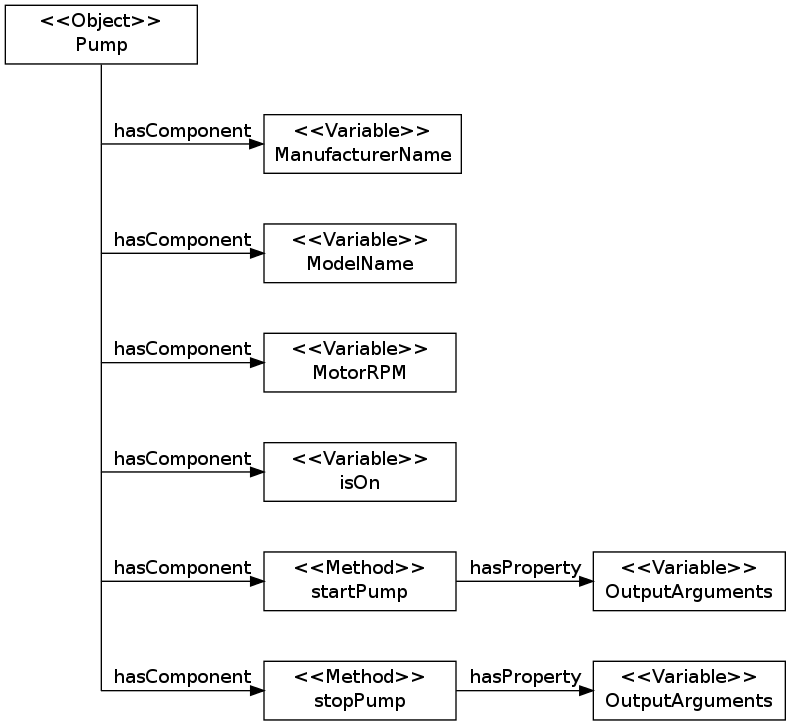 <<Object>>
Pump
hasComponent
<<Variable>>
ManufacturerName
hasComponent
<<Variable>>
ModelName
hasComponent
<<Variable>>
MotorRPM
hasComponent
<<Variable>>
isOn
hasComponent
<<Method>>
startPump
hasProperty
<<Variable>>
OutputArguments
hasComponent
<<Method>>
stopPump
hasProperty
<<Variable>>
OutputArguments